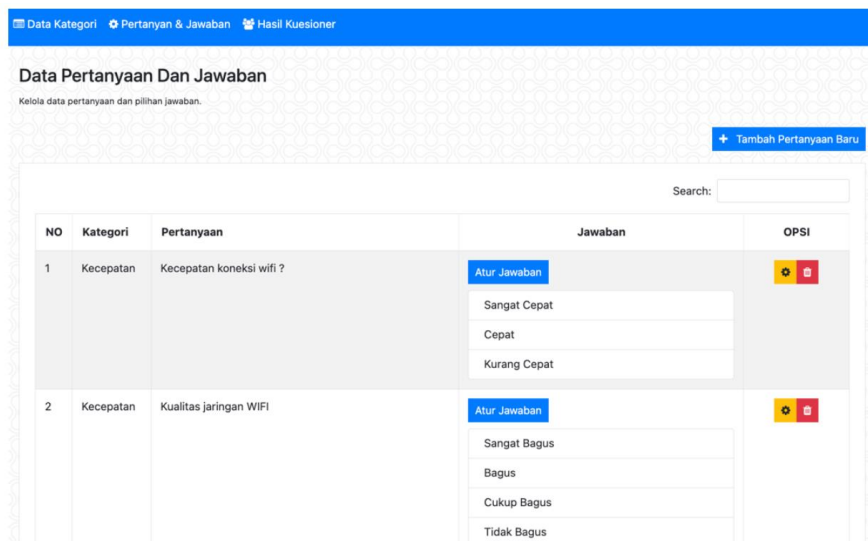 Data Kategori Pertanyan & Jawaban Hasil Kuesioner
Data Pertanyaan Dan Jawaban
Kelola data pertanyaan dan pilihan jawaban.
+ Tambah Pertanyaan Baru
Search:
NO Kategori Pertanyaan Jawaban OPSI
1 Kecepatan Kecepatan koneksi wifi ? Atur Jawaban
Sangat Cepat
Cepat
Kurang Cepat
2 Kecepatan Kualitas jaringan WIFI Atur Jawaban
Sangat Bagus
Bagus
Cukup Bagus
Tidak Bagus